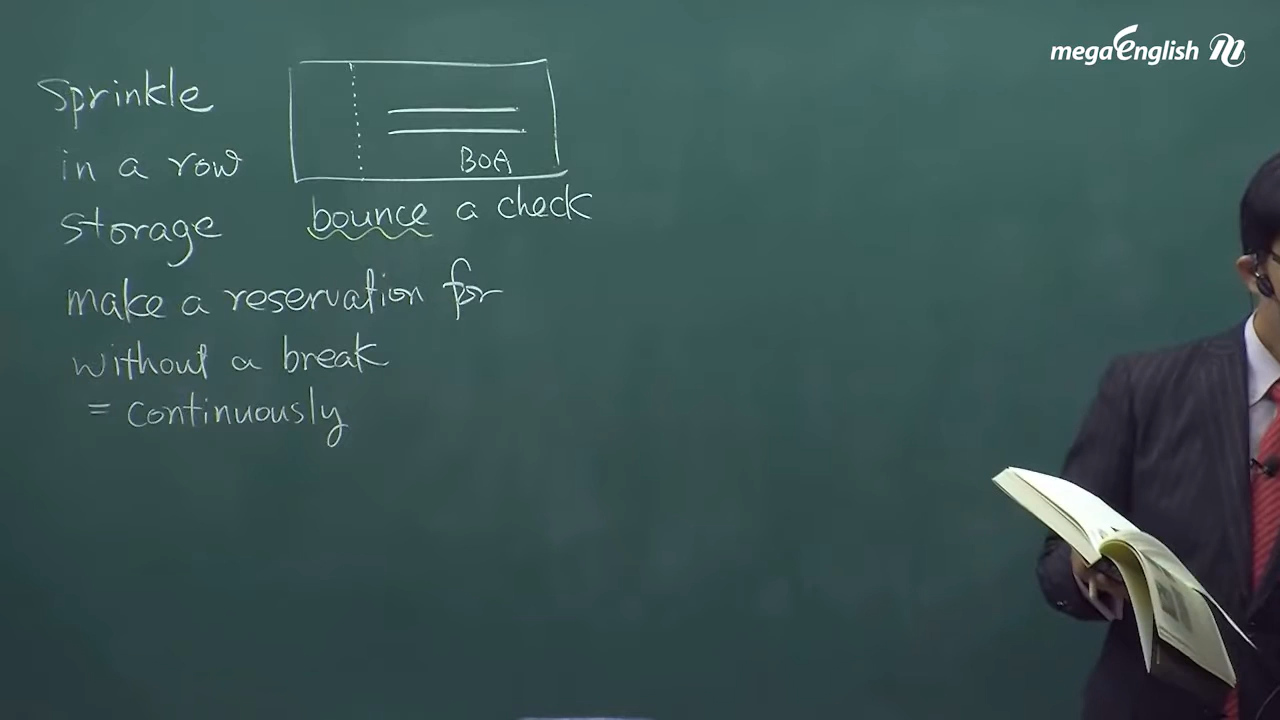 megaEnglish
Sprinkle
in a row
storage
BOA
bounce a check
make a reservation for
without a break
= continuously